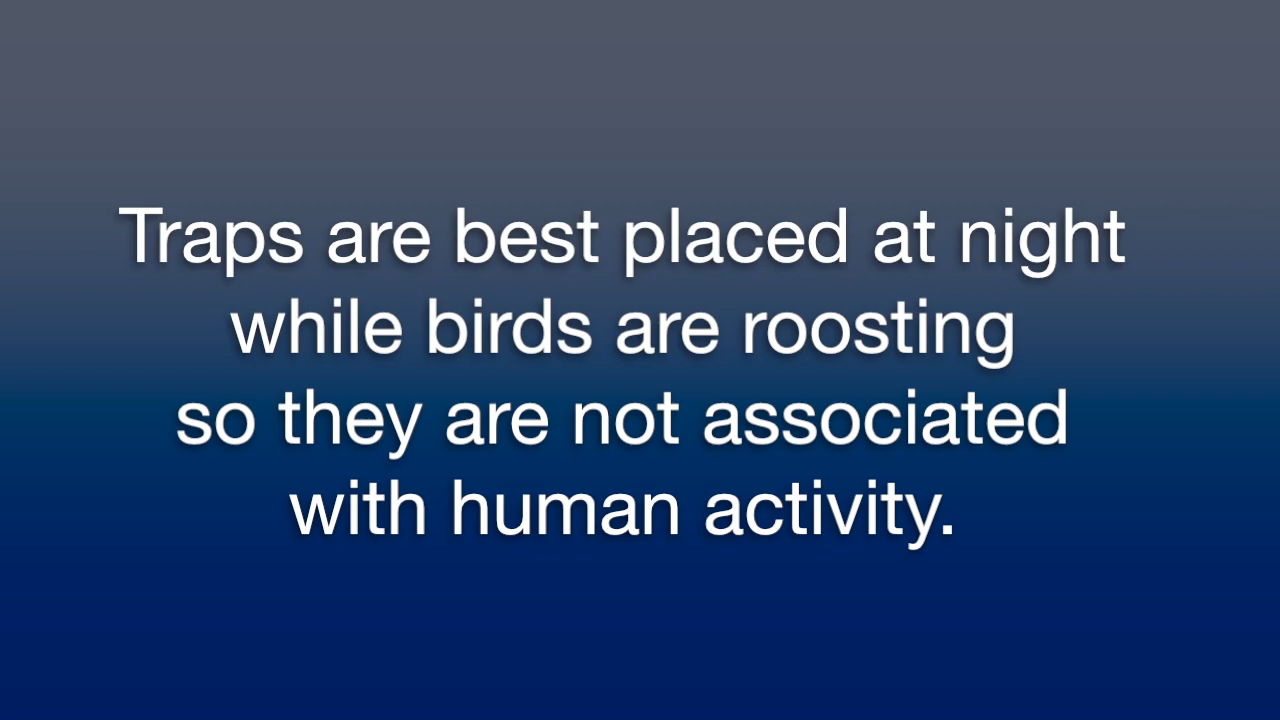 Traps are best placed at night
while birds are roosting
so they are not associated
with human activity.